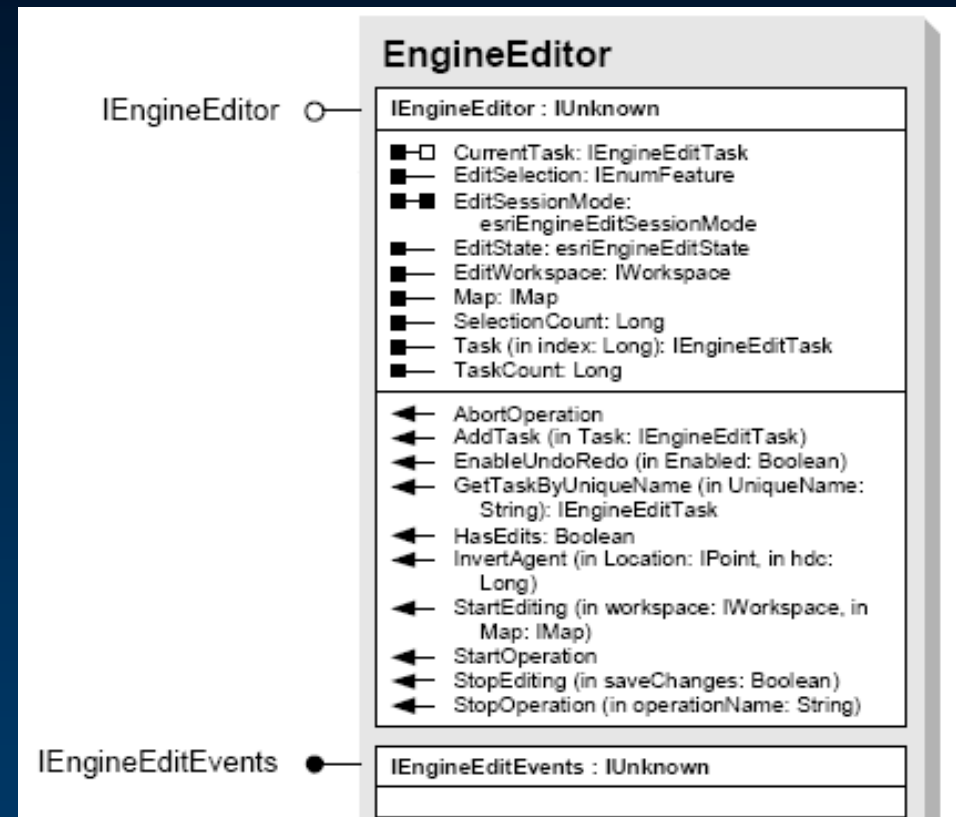 EngineEditor
IEngineEditor
IEngineEditor : IUnknown
CurrentTask: IEngineEditTask
EditSelection: IEnumFeature
EditSessionMode:
esriEngineEditSessionMode
EditState: esriEngineEditState
EditWorkspace: IWorkspace
Map: IMap
SelectionCount: Long
Task (in index: Long): IEngineEditTask
TaskCount: Long
AbortOperation
AddTask (in Task: IEngineEditTask)
EnableUndoRedo (in Enabled: Boolean)
GetTaskByUniqueName (in UniqueName:
String): IEngineEditTask
HasEdits: Boolean
InvertAgent (in Location: IPoint, in hdc:
Long)
StartEditing (in workspace: IWorkspace, in
Map: IMap)
StartOperation
StopEditing (in saveChanges: Boolean)
StopOperation (in operationName: String)
IEngineEditEvents
IEngineEditEvents : IUnknown